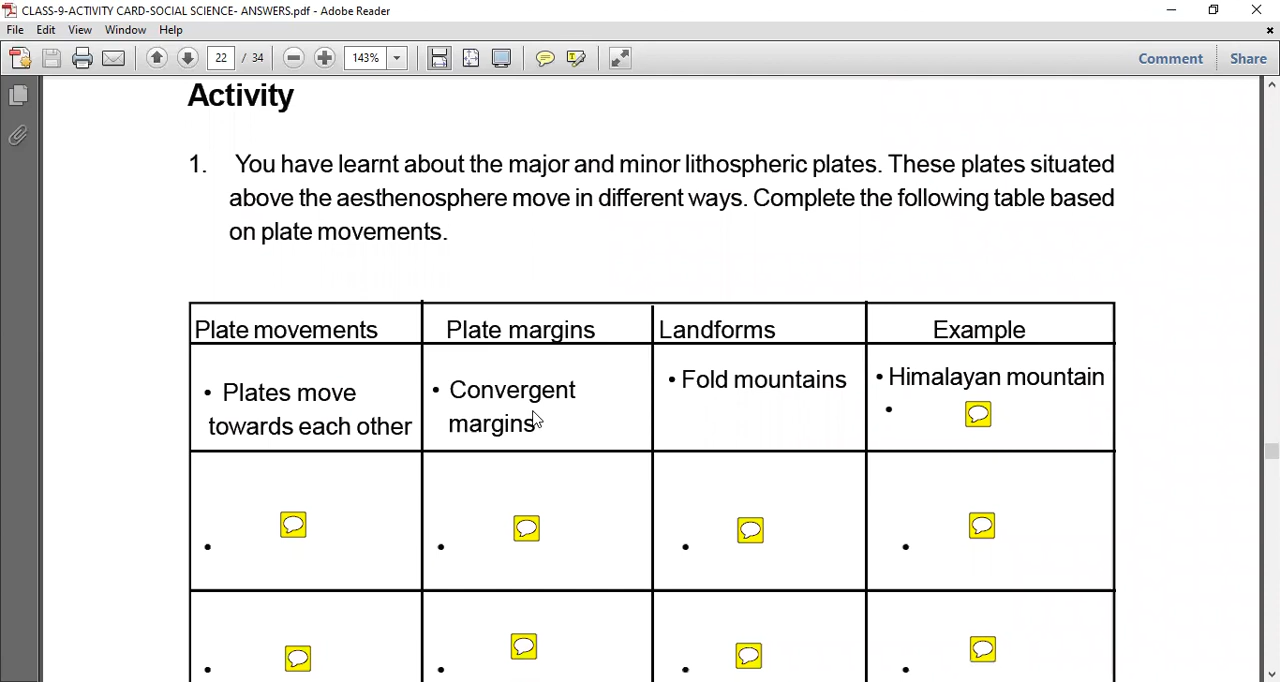 CLASS-9-ACTIVITY CARD-SOCIAL SCIENCE- ANSWERS.pdf - Adobe Reader
File Edit View Window Help
22 / 34 143% Comment Share
Activity
1. You have learnt about the major and minor lithospheric plates. These plates situated
above the aesthenosphere move in different ways. Complete the following table based
on plate movements.
Plate movements Plate margins Landforms Example
• Plates move
towards each other
• Convergent
margins
• Fold mountains
• Himalayan mountain
•
• • • •
• • • •